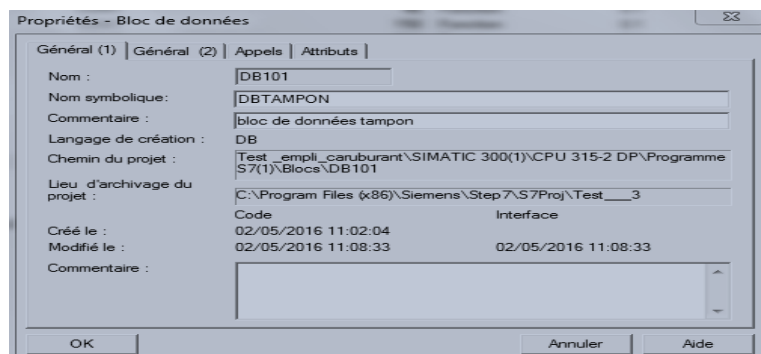 Propriétés - Bloc de données
Général (1) Général (2) Appels Attributs
Nom : DB101
Nom symbolique: DBTAMPON
Commentaire : bloc de données tampon
Langage de création : DB
Chemin du projet : Test _empli_caruburant\SIMATIC 300(1)\CPU 315-2 DP\Programme
S7(1)\Blocs\DB101
Lieu d'archivage du
projet : C:\Program Files (x86)\Siemens\Step7\S7Proj\Test___3
Code Interface
Créé le : 02/05/2016 11:02:04
Modifié le : 02/05/2016 11:08:33 02/05/2016 11:08:33
Commentaire :
OK Annuler Aide